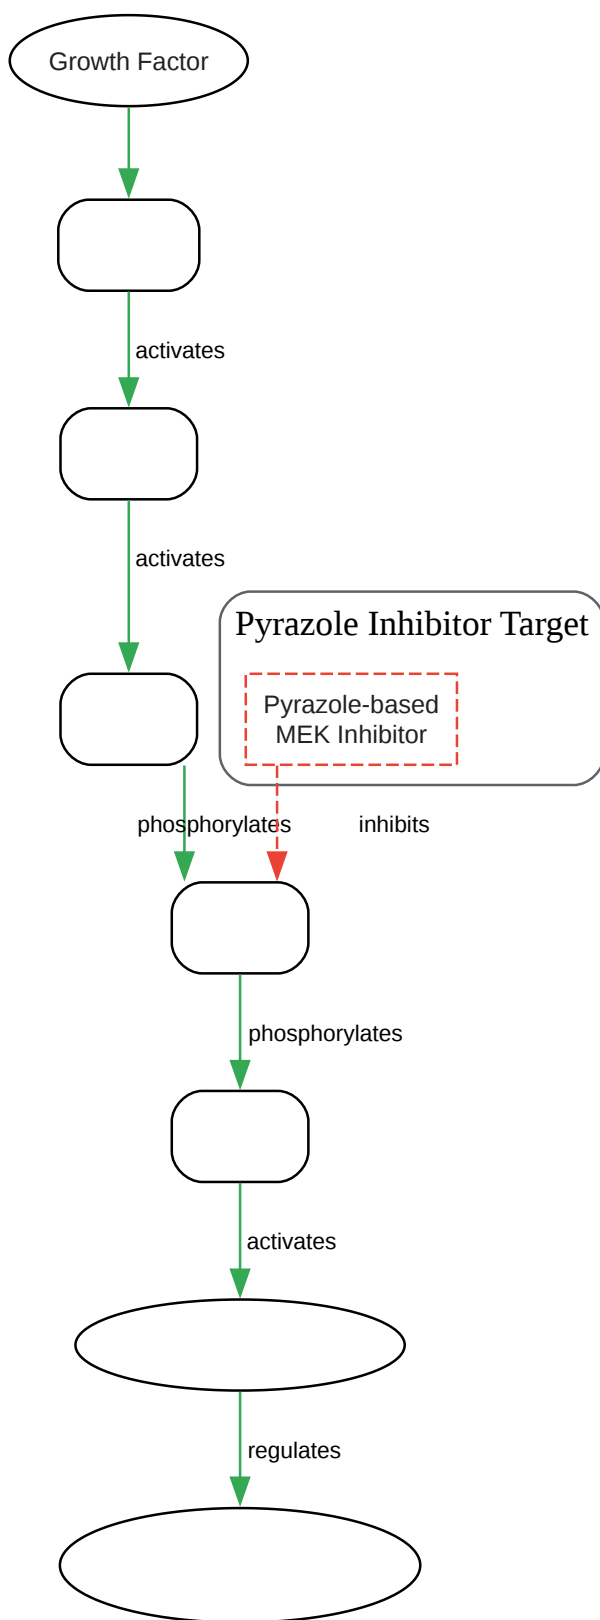 Growth Factor
activates
activates
Pyrazole Inhibitor Target
Pyrazole-based
MEK Inhibitor
phosphorylates
inhibits
phosphorylates
activates
regulates